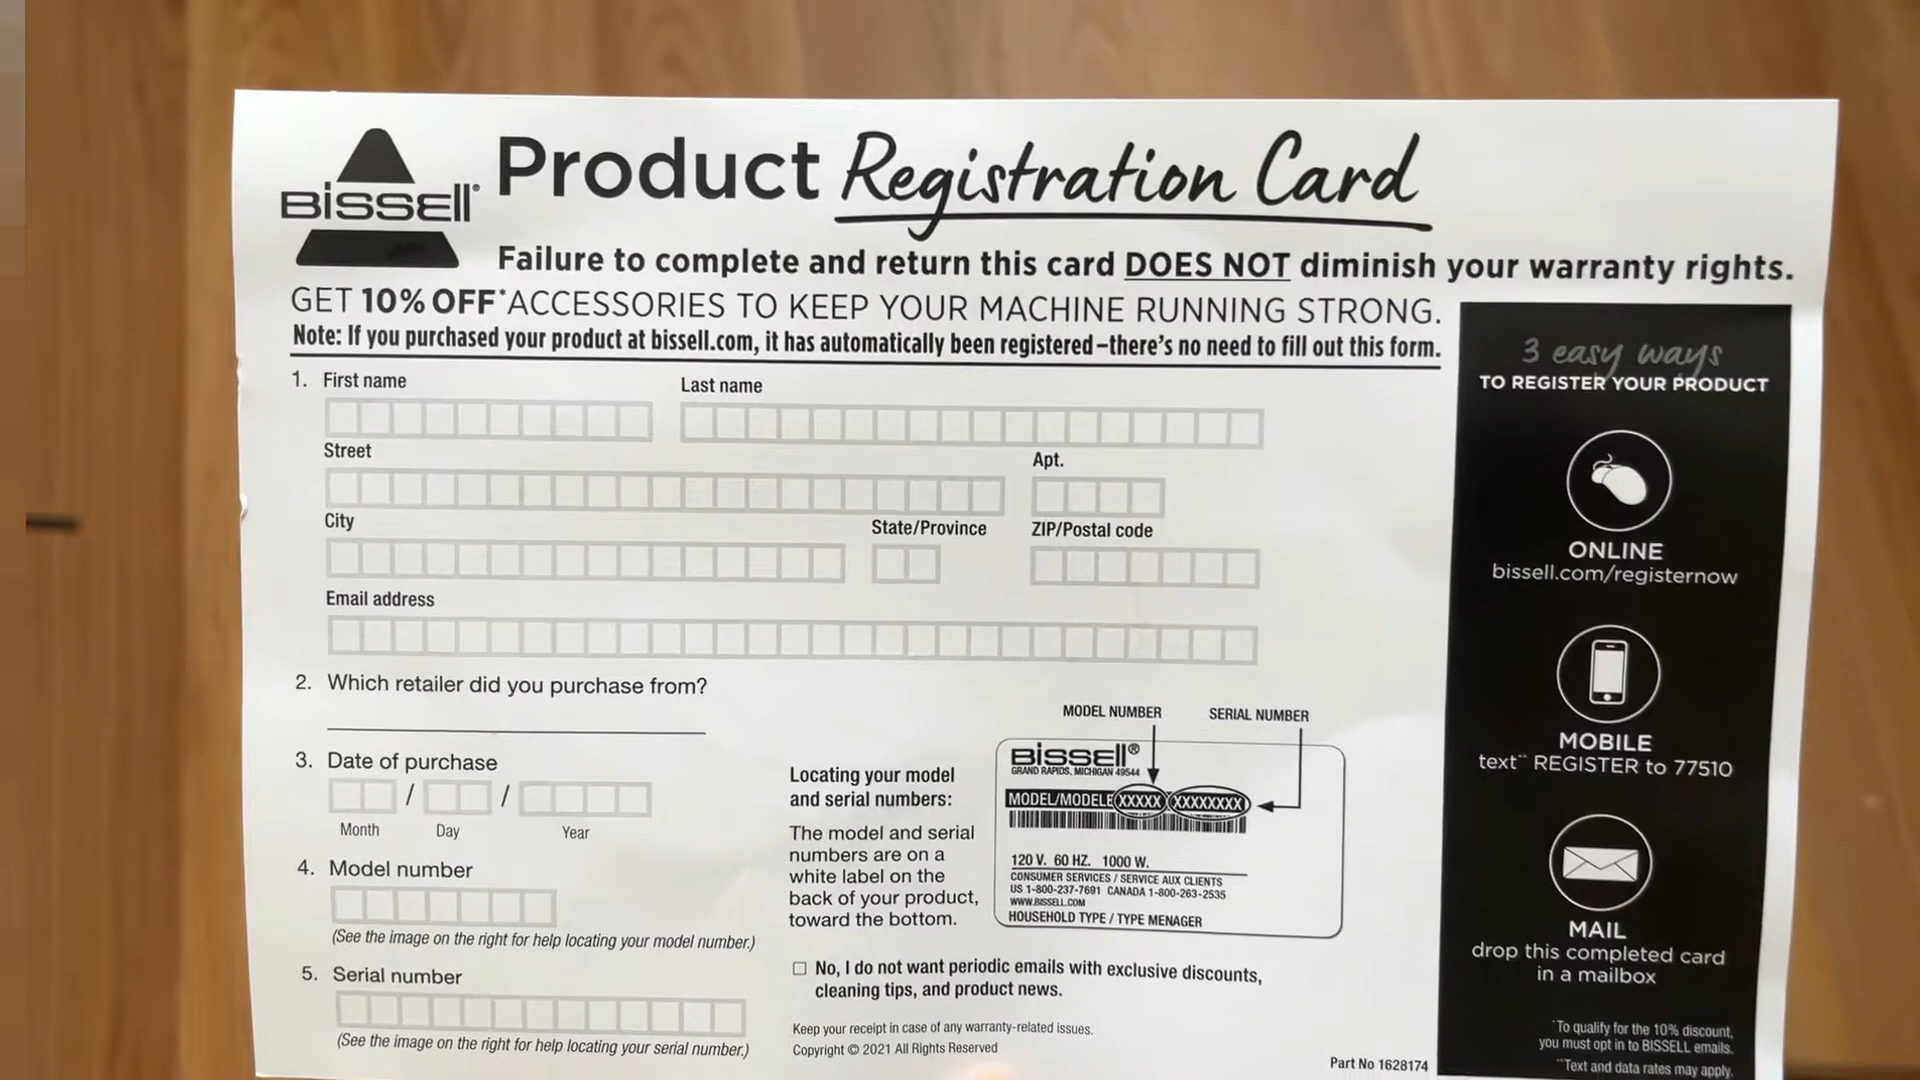 BISSELL®
Product Registration Card
Failure to complete and return this card DOES NOT diminish your warranty rights.
GET 10% OFF* ACCESSORIES TO KEEP YOUR MACHINE RUNNING STRONG.
Note: If you purchased your product at bissell.com, it has automatically been registered–there's no need to fill out this form.
1. First name
Last name
Street
Apt.
City
State/Province
ZIP/Postal code
Email address
2. Which retailer did you purchase from?
3. Date of purchase
/ /
Month Day Year
4. Model number
(See the image on the right for help locating your model number.)
5. Serial number
(See the image on the right for help locating your serial number.)
Locating your model
and serial numbers:
The model and serial
numbers are on a
white label on the
back of your product,
toward the bottom.
MODEL NUMBER
SERIAL NUMBER
BISSELL®
GRAND RAPIDS, MICHIGAN 49544
MODEL/MODELE XXXXX XXXXXXXX
120 V. 60 HZ. 1000 W.
CONSUMER SERVICES / SERVICE AUX CLIENTS
US 1-800-237-7691 CANADA 1-800-263-2535
WWW.BISSELL.COM
HOUSEHOLD TYPE / TYPE MENAGER
No, I do not want periodic emails with exclusive discounts,
cleaning tips, and product news.
Keep your receipt in case of any warranty-related issues.
Copyright © 2021 All Rights Reserved
Part No 1628174
3 easy ways
TO REGISTER YOUR PRODUCT
ONLINE
bissell.com/registernow
MOBILE
text** REGISTER to 77510
MAIL
drop this completed card
in a mailbox
*To qualify for the 10% discount,
you must opt in to BISSELL emails.
**Text and data rates may apply.